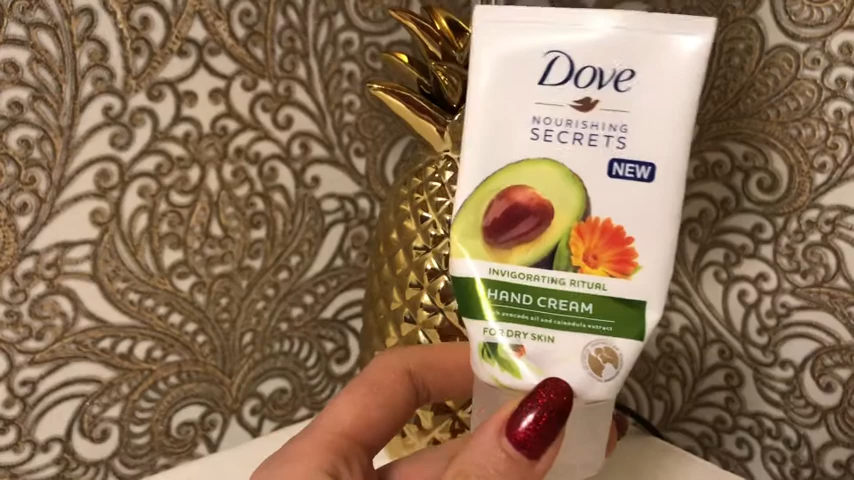 Dove
NOURISHING
SECRETS
NEW
INVIGORATING RITUAL
HAND CREAM
avocado oil and calendula extract
FOR DRY SKIN